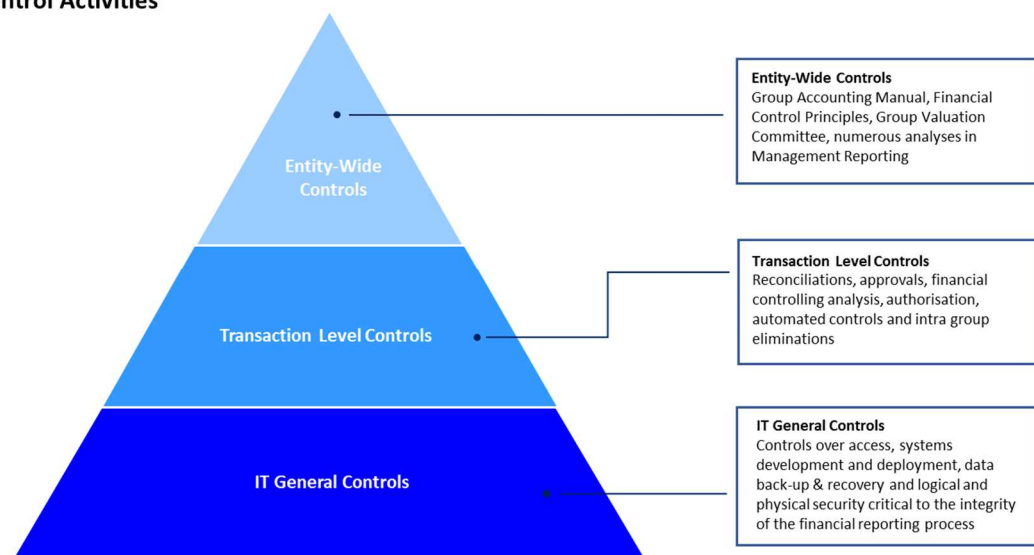 ntrol Activities
Entity-Wide
Controls
Transaction Level Controls
IT General Controls
Entity-Wide Controls
Group Accounting Manual, Financial
Control Principles, Group Valuation
Committee, numerous analyses in
Management Reporting
Transaction Level Controls
Reconciliations, approvals, financial
controlling analysis, authorisation,
automated controls and intra group
eliminations
IT General Controls
Controls over access, systems
development and deployment, data
back-up & recovery and logical and
physical security critical to the integrity
of the financial reporting process